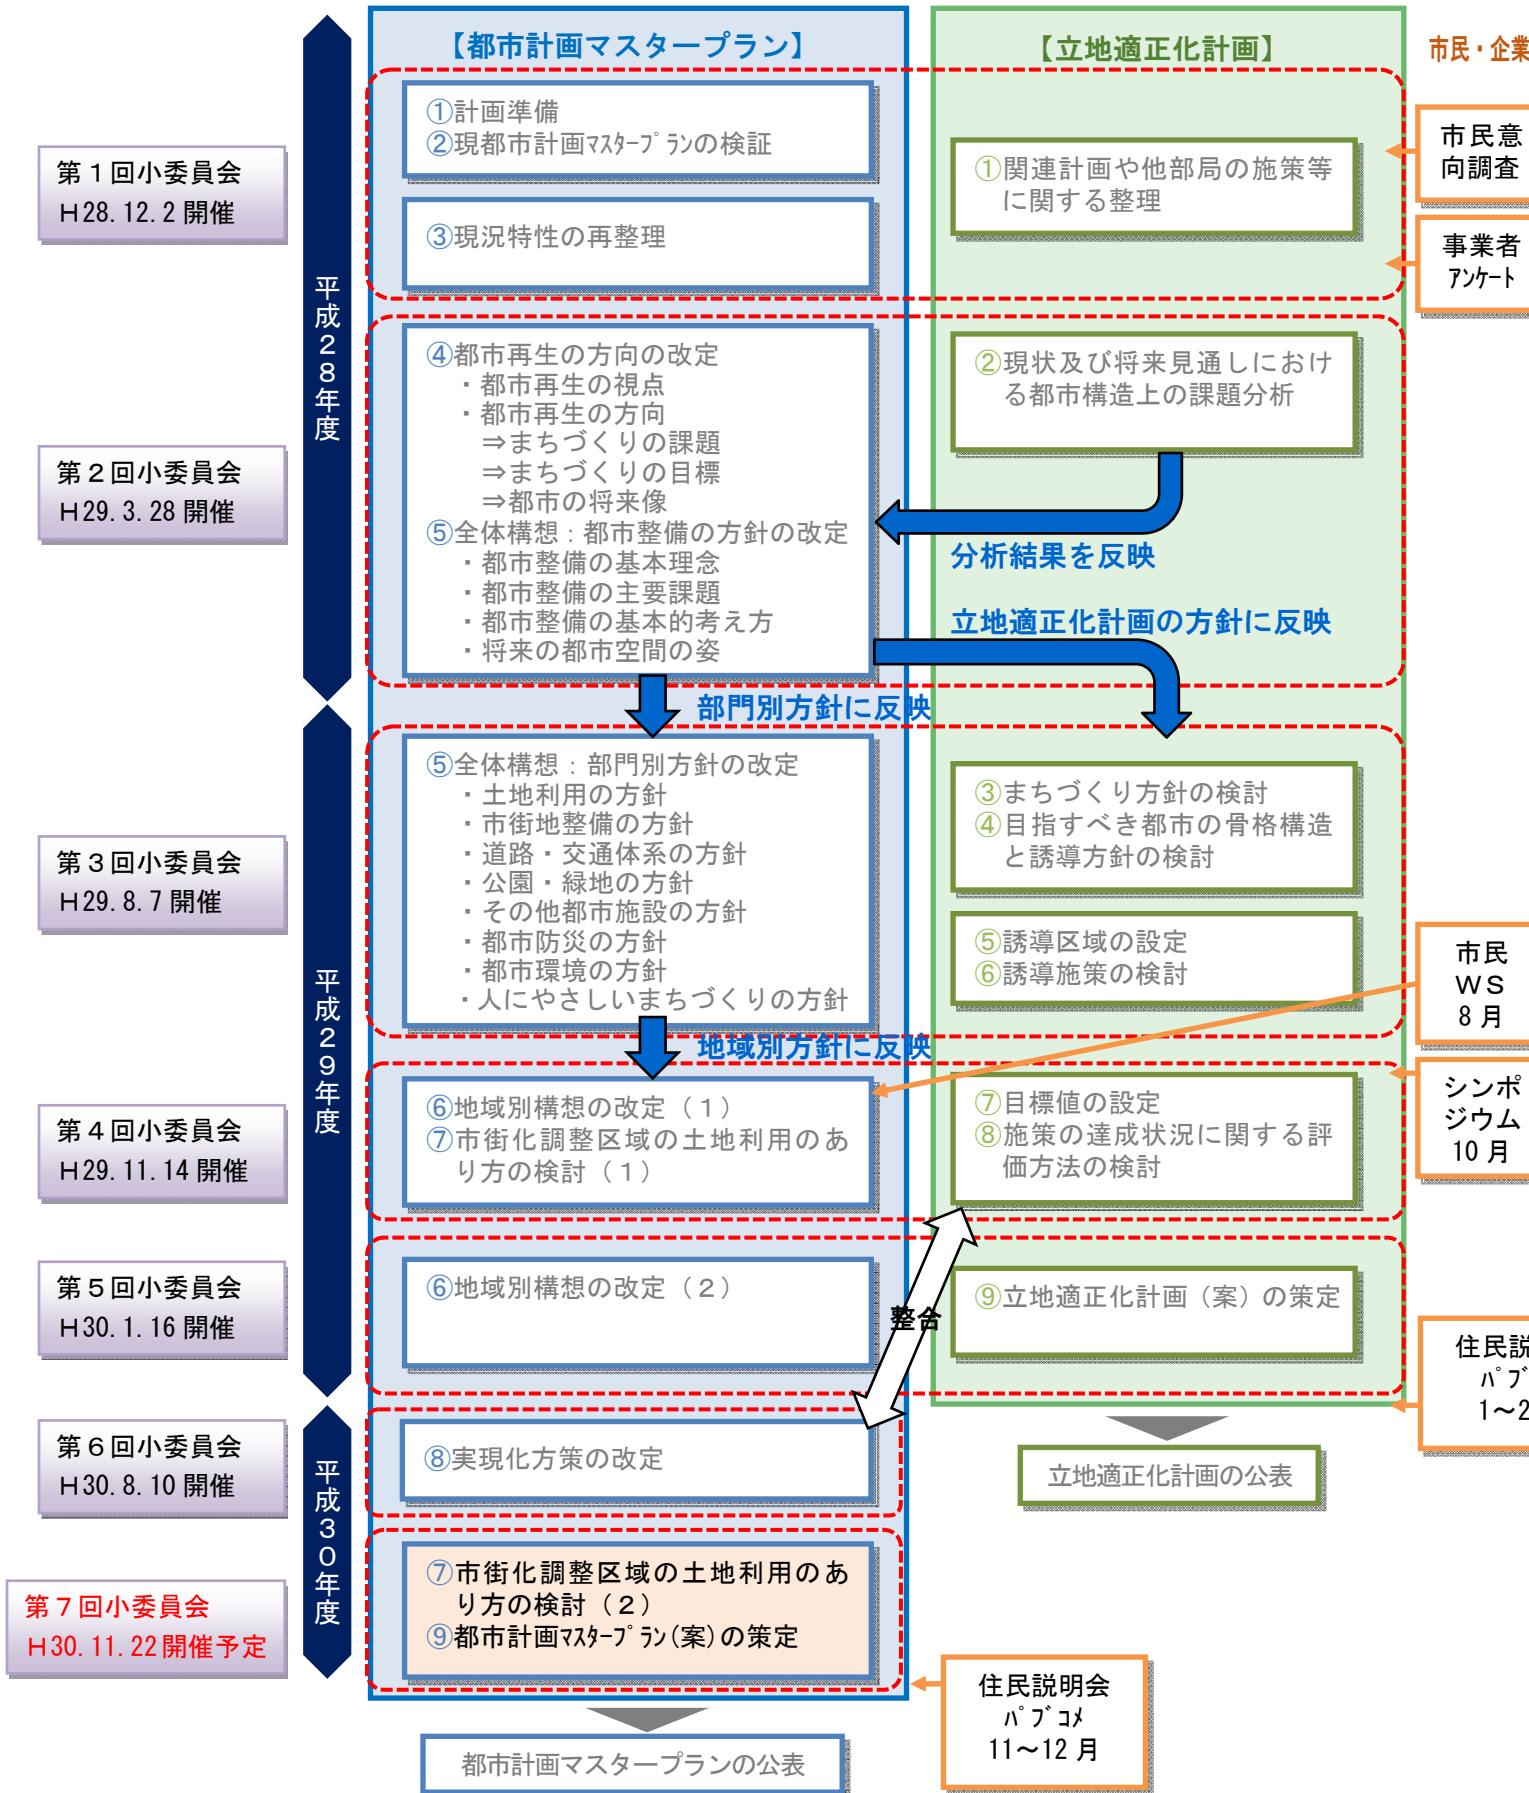 【都市計画マスタープラン】
【立地適正化計画】
市民・企業
平成28年度
平成29年度
平成30年度
第1回小委員会
H28.12.2 開催
第2回小委員会
H29.3.28 開催
第3回小委員会
H29.8.7 開催
第4回小委員会
H29.11.14 開催
第5回小委員会
H30.1.16 開催
第6回小委員会
H30.8.10 開催
第7回小委員会
H30.11.22 開催予定
①計画準備
②現都市計画ﾏｽﾀｰﾌﾟﾗﾝの検証
③現況特性の再整理
①関連計画や他部局の施策等
に関する整理
市民意
向調査
事業者
ｱﾝｹｰﾄ
④都市再生の方向の改定
・都市再生の視点
・都市再生の方向
⇒まちづくりの課題
⇒まちづくりの目標
⇒都市の将来像
⑤全体構想：都市整備の方針の改定
・都市整備の基本理念
・都市整備の主要課題
・都市整備の基本的考え方
・将来の都市空間の姿
②現状及び将来見通しにおけ
る都市構造上の課題分析
分析結果を反映
立地適正化計画の方針に反映
部門別方針に反映
⑤全体構想：部門別方針の改定
・土地利用の方針
・市街地整備の方針
・道路・交通体系の方針
・公園・緑地の方針
・その他都市施設の方針
・都市防災の方針
・都市環境の方針
・人にやさしいまちづくりの方針
③まちづくり方針の検討
④目指すべき都市の骨格構造
と誘導方針の検討
⑤誘導区域の設定
⑥誘導施策の検討
市民
WS
8月
地域別方針に反映
⑥地域別構想の改定（1）
⑦市街化調整区域の土地利用のあ
り方の検討（1）
⑦目標値の設定
⑧施策の達成状況に関する評
価方法の検討
シンポ
ジウム
10月
⑥地域別構想の改定（2）
整合
⑨立地適正化計画（案）の策定
住民説
ﾊﾟﾌﾞ
1～2
⑧実現化方策の改定
立地適正化計画の公表
⑦市街化調整区域の土地利用のあ
り方の検討（2）
⑨都市計画ﾏｽﾀｰﾌﾟﾗﾝ(案)の策定
住民説明会
ﾊﾟﾌﾞｺﾒ
11～12月
都市計画マスタープランの公表